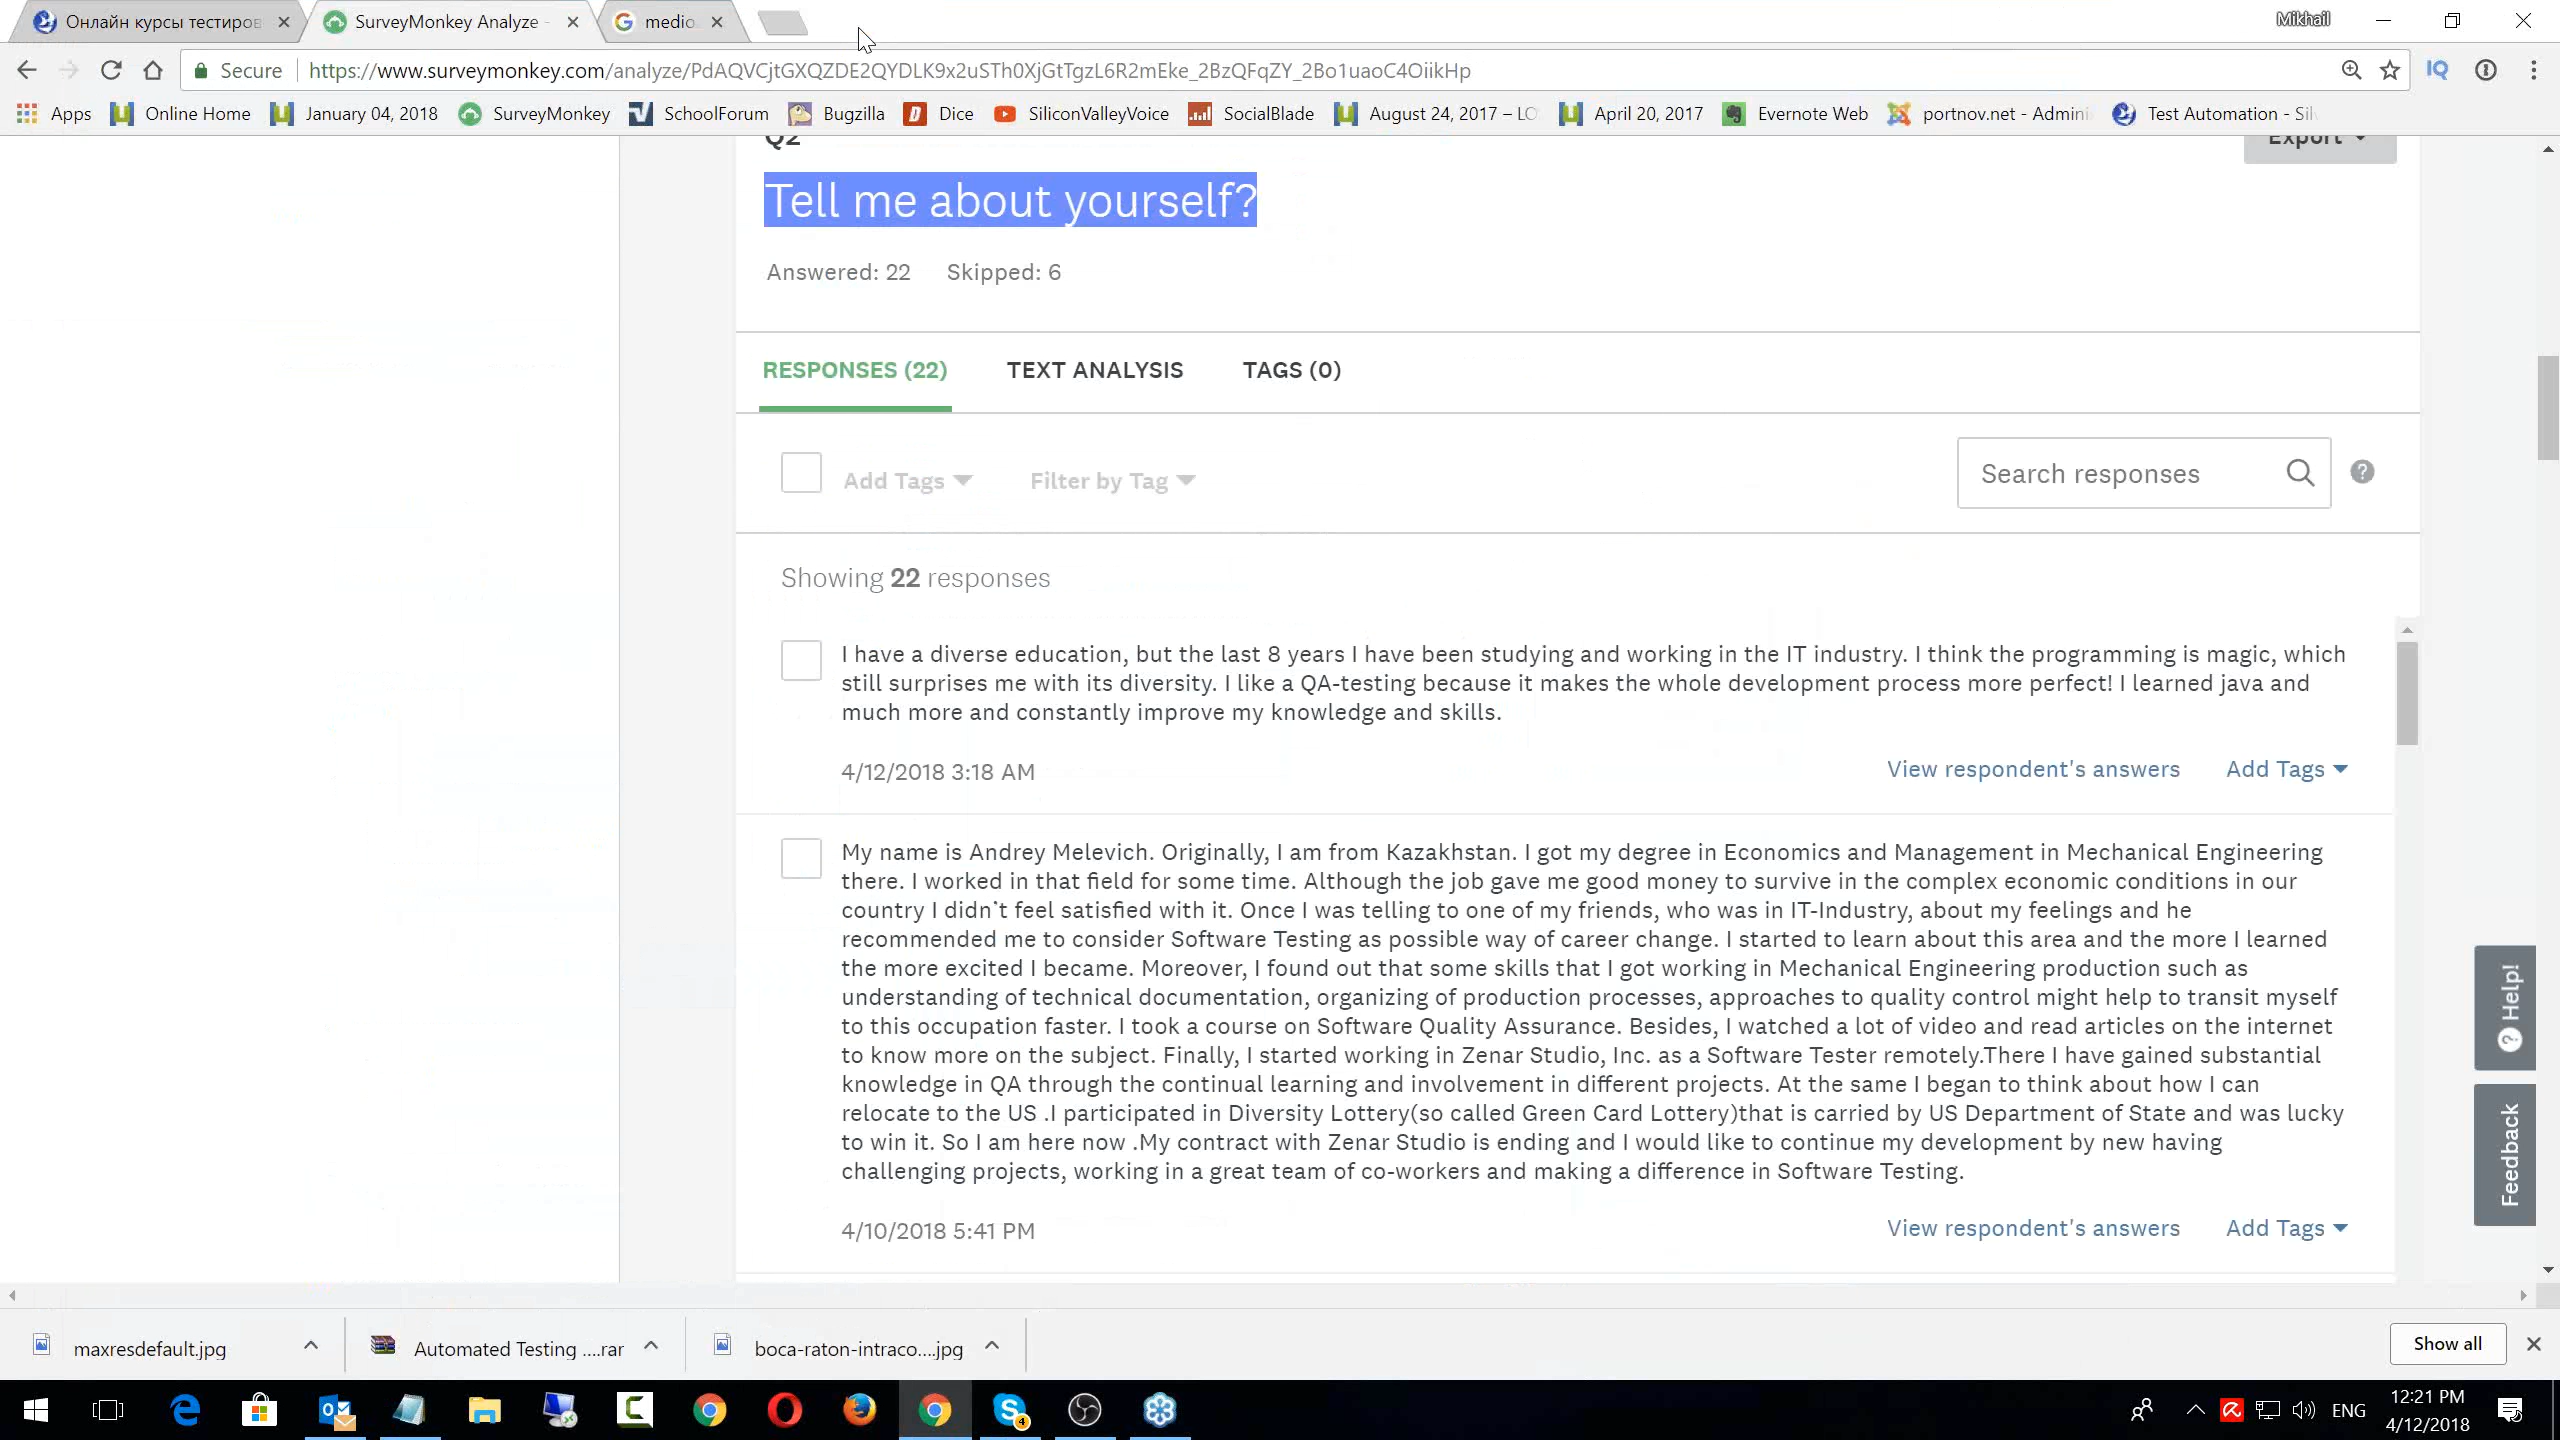 Онлайн курсы тестиров
SurveyMonkey Analyze -
medio
Mikhail
Secure
https://www.surveymonkey.com/analyze/PdAQVCjtGXQZDE2QYDLK9x2uSTh0XjGtTgzL6R2mEke_2BzQFqZY_2Bo1uaoC4OiikHp
Apps
Online Home
January 04, 2018
SurveyMonkey
SchoolForum
Bugzilla
Dice
SiliconValleyVoice
SocialBlade
August 24, 2017 – LO
April 20, 2017
Evernote Web
portnov.net - Admini
Test Automation - Sil
Q2
Export
Tell me about yourself?
Answered: 22 Skipped: 6
RESPONSES (22)
TEXT ANALYSIS
TAGS (0)
Add Tags
Filter by Tag
Search responses
Showing 22 responses
I have a diverse education, but the last 8 years I have been studying and working in the IT industry. I think the programming is magic, which
still surprises me with its diversity. I like a QA-testing because it makes the whole development process more perfect! I learned java and
much more and constantly improve my knowledge and skills.
4/12/2018 3:18 AM
View respondent's answers
Add Tags
My name is Andrey Melevich. Originally, I am from Kazakhstan. I got my degree in Economics and Management in Mechanical Engineering
there. I worked in that field for some time. Although the job gave me good money to survive in the complex economic conditions in our
country I didn`t feel satisfied with it. Once I was telling to one of my friends, who was in IT-Industry, about my feelings and he
recommended me to consider Software Testing as possible way of career change. I started to learn about this area and the more I learned
the more excited I became. Moreover, I found out that some skills that I got working in Mechanical Engineering production such as
understanding of technical documentation, organizing of production processes, approaches to quality control might help to transit myself
to this occupation faster. I took a course on Software Quality Assurance. Besides, I watched a lot of video and read articles on the internet
to know more on the subject. Finally, I started working in Zenar Studio, Inc. as a Software Tester remotely.There I have gained substantial
knowledge in QA through the continual learning and involvement in different projects. At the same I began to think about how I can
relocate to the US .I participated in Diversity Lottery(so called Green Card Lottery)that is carried by US Department of State and was lucky
to win it. So I am here now .My contract with Zenar Studio is ending and I would like to continue my development by new having
challenging projects, working in a great team of co-workers and making a difference in Software Testing.
4/10/2018 5:41 PM
View respondent's answers
Add Tags
Help!
Feedback
maxresdefault.jpg
Automated Testing ....rar
boca-raton-intraco....jpg
Show all
4
ENG
12:21 PM
4/12/2018